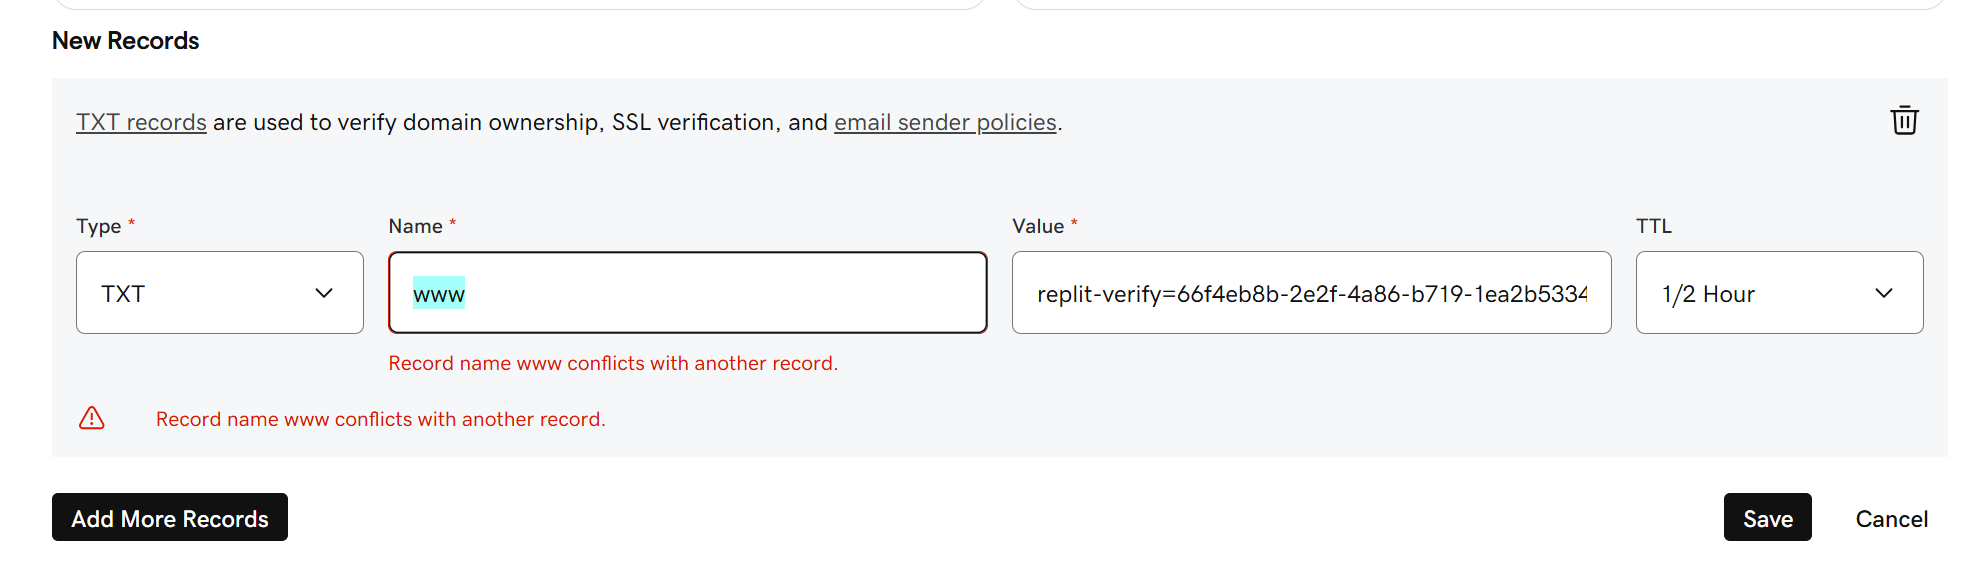 New Records
TXT records are used to verify domain ownership, SSL verification, and email sender policies.
Type * Name * Value * TTL
TXT www replit-verify=66f4eb8b-2e2f-4a86-b719-1ea2b5334 1/2 Hour
Record name www conflicts with another record.
Record name www conflicts with another record.
Add More Records Save Cancel